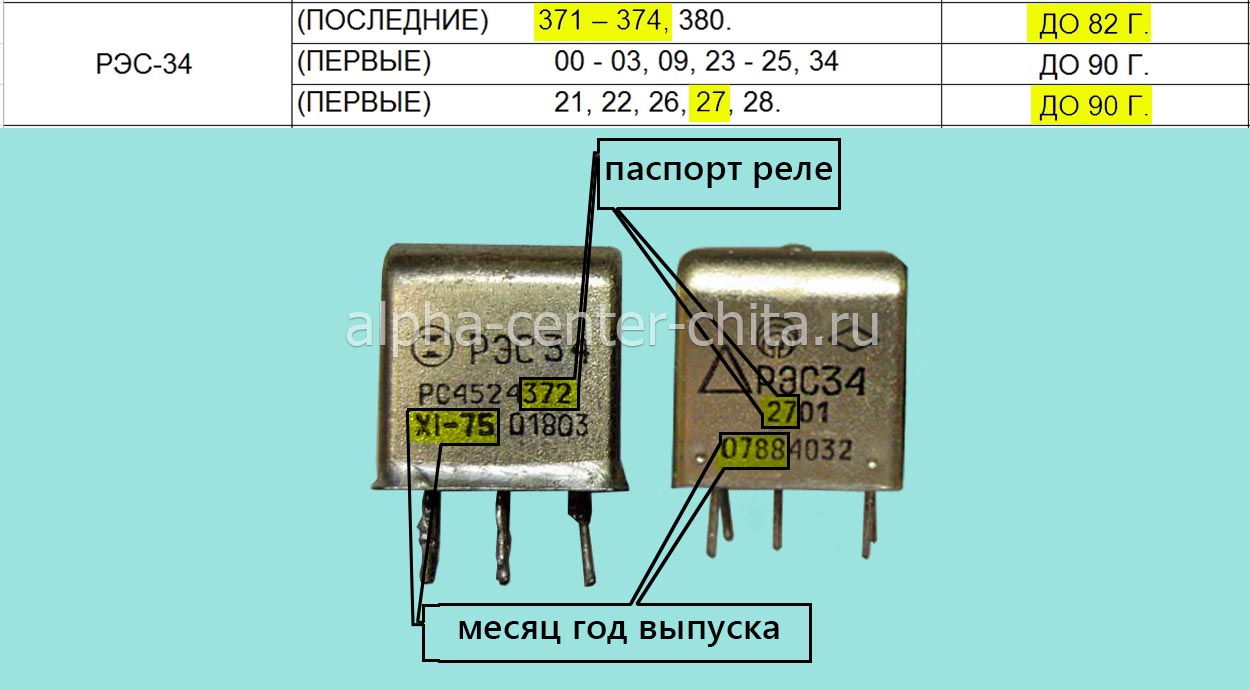 (ПОСЛЕДНИЕ) 371 – 374, 380. ДО 82 Г.
РЭС-34 (ПЕРВЫЕ) 00 - 03, 09, 23 - 25, 34 ДО 90 Г.
(ПЕРВЫЕ) 21, 22, 26, 27, 28. ДО 90 Г.
паспорт реле
alpha-center-chita.ru
РЭС 34
РС4524372
XI-75 01803
РЭС34
2701
07884032
месяц год выпуска